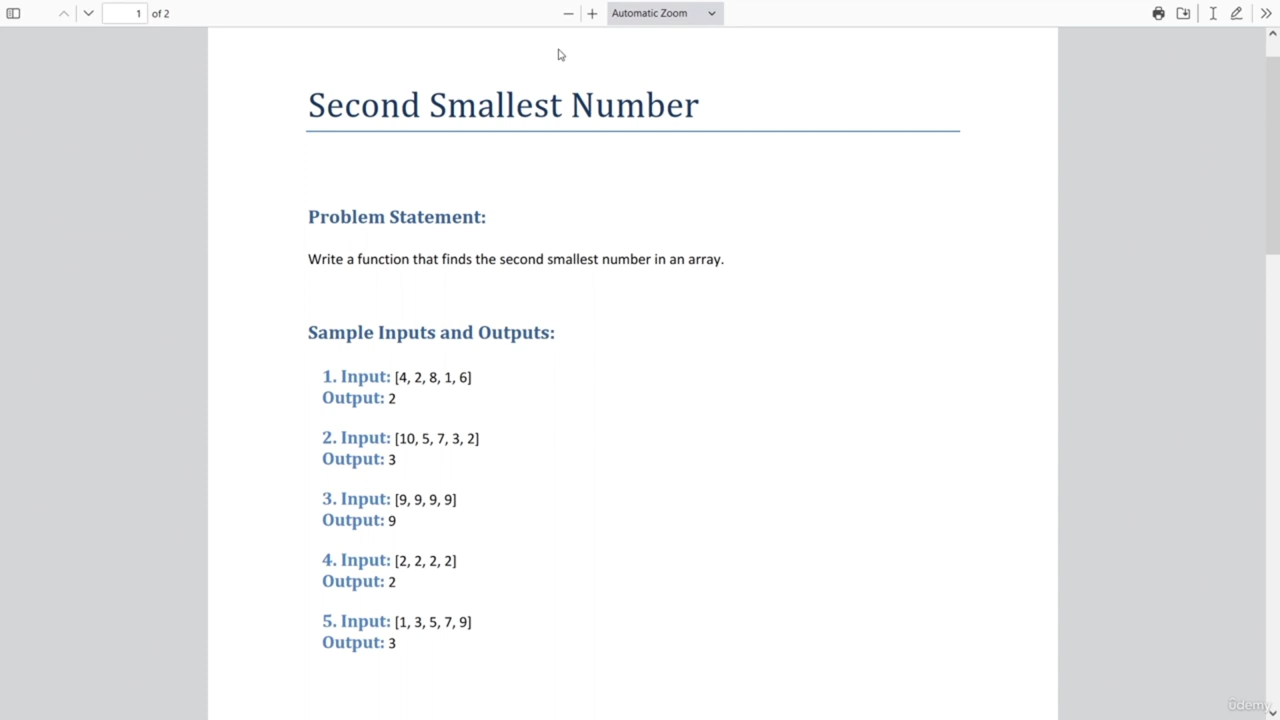 1 of 2
Automatic Zoom
Second Smallest Number
Problem Statement:
Write a function that finds the second smallest number in an array.
Sample Inputs and Outputs:
1. Input: [4, 2, 8, 1, 6]
Output: 2
2. Input: [10, 5, 7, 3, 2]
Output: 3
3. Input: [9, 9, 9, 9]
Output: 9
4. Input: [2, 2, 2, 2]
Output: 2
5. Input: [1, 3, 5, 7, 9]
Output: 3
ûdemy